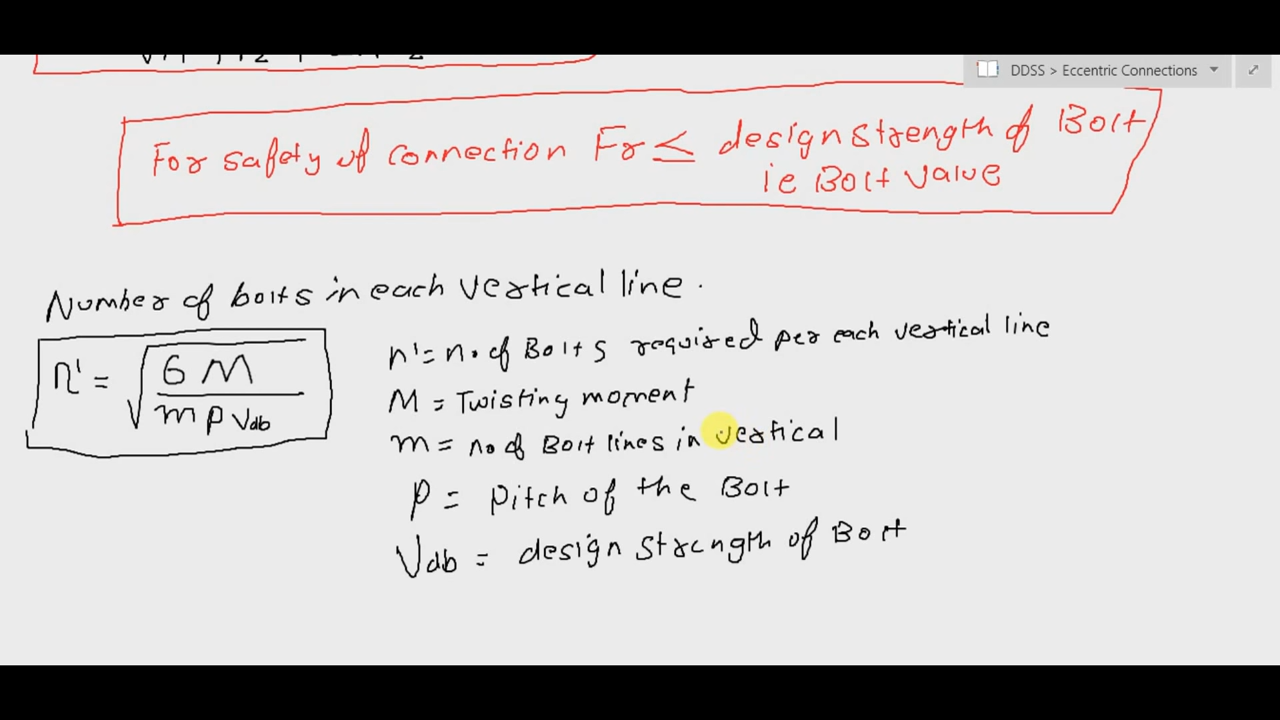 DDSS > Eccentric Connections
For safety of connection Fr ≤ design strength of Bolt
ie Bolt value
Number of bolts in each vertical line.
n' = √(6 M / m p Vdb)
n' = no. of Bolts required per each vertical line
M = Twisting moment
m = no of Bolt lines in vertical
P = pitch of the Bolt
Vdb = design strength of Bolt